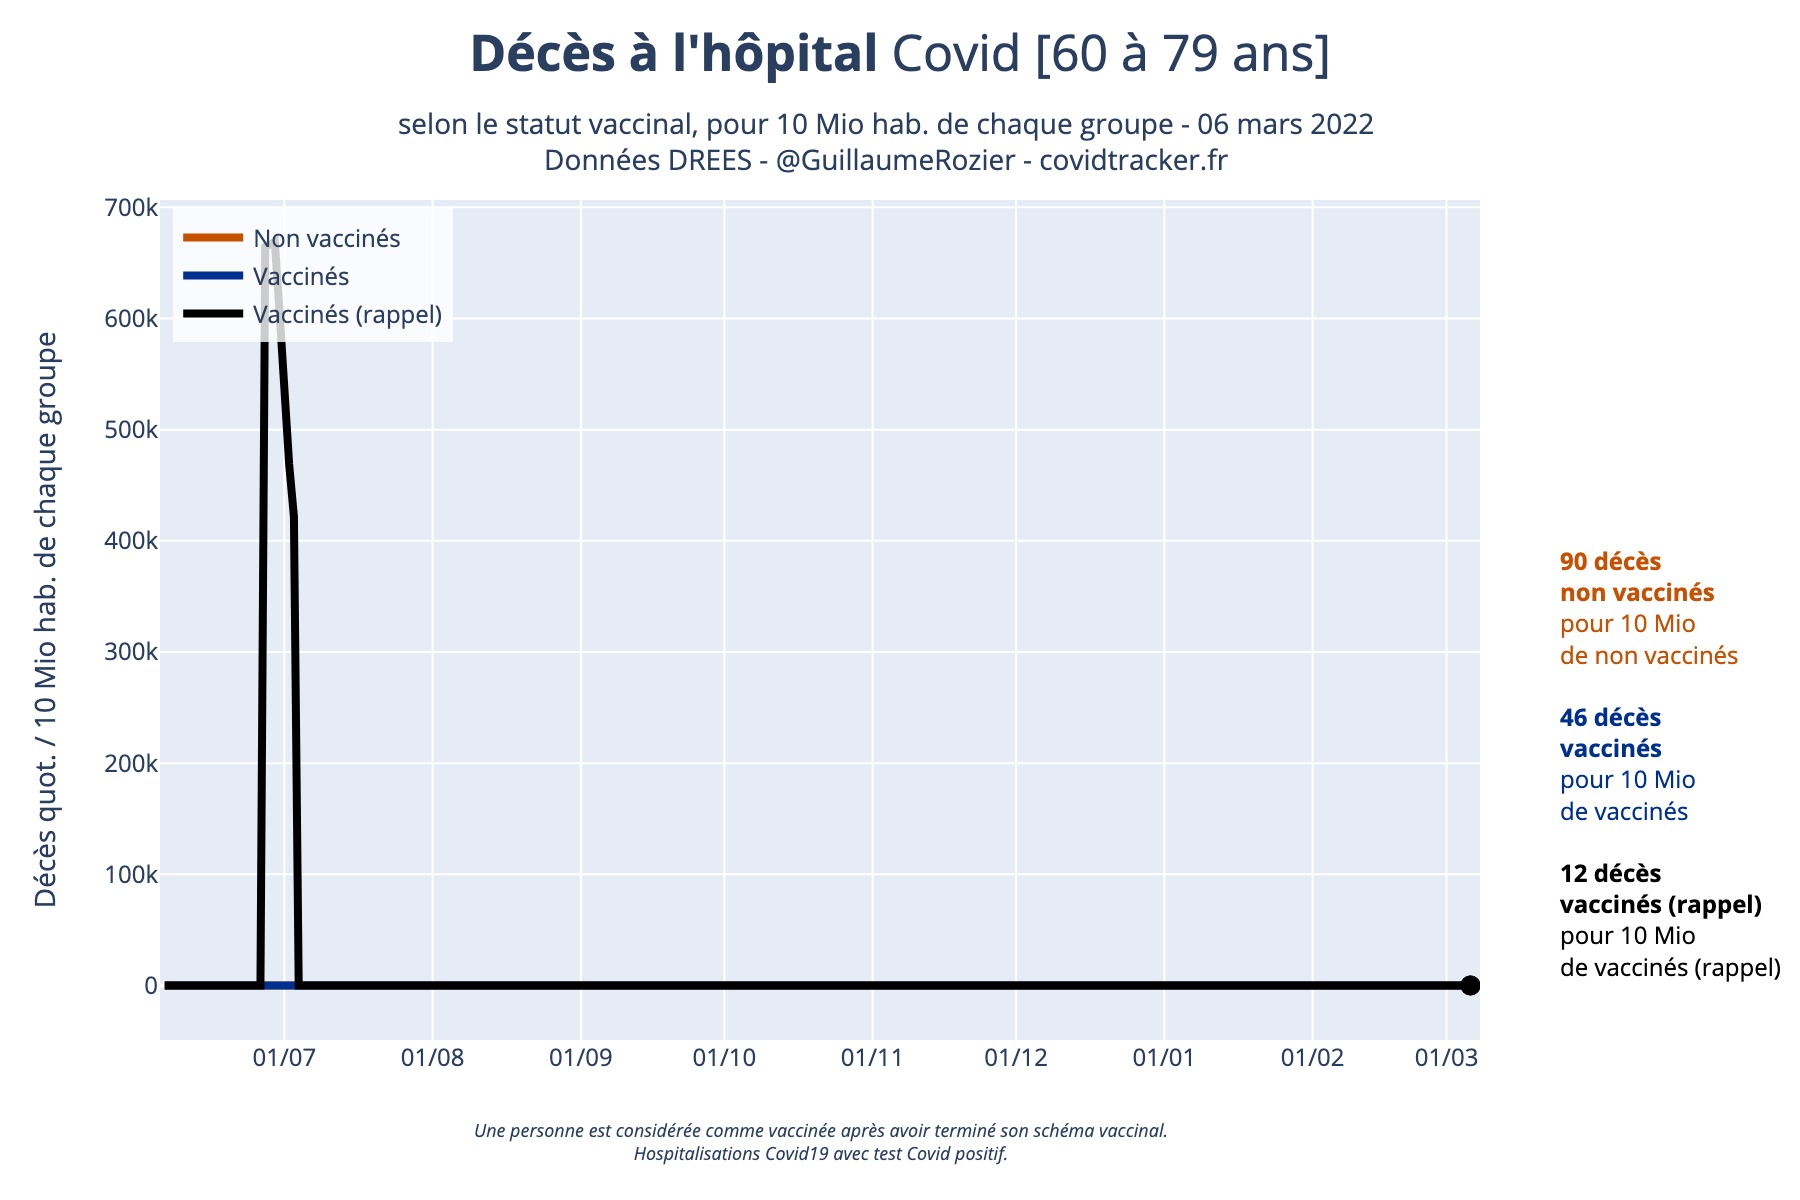 Décès à l'hôpital Covid [60 à 79 ans]
selon le statut vaccinal, pour 10 Mio hab. de chaque groupe - 06 mars 2022
Données DREES - @GuillaumeRozier - covidtracker.fr
Décès quot. / 10 Mio hab. de chaque groupe
700k
600k
500k
400k
300k
200k
100k
0
Non vaccinés
Vaccinés
Vaccinés (rappel)
90 décès
non vaccinés
pour 10 Mio
de non vaccinés
46 décès
vaccinés
pour 10 Mio
de vaccinés
12 décès
vaccinés (rappel)
pour 10 Mio
de vaccinés (rappel)
01/07 01/08 01/09 01/10 01/11 01/12 01/01 01/02 01/03
Une personne est considérée comme vaccinée après avoir terminé son schéma vaccinal.
Hospitalisations Covid19 avec test Covid positif.